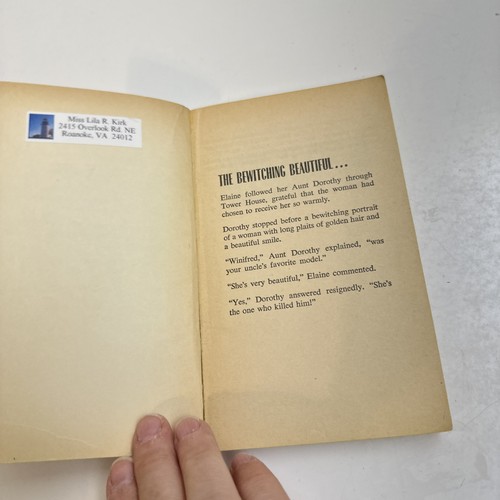 Miss Lila R. Kirk
2415 Overlook Rd. NE
Roanoke, VA 24012
THE BEWITCHING BEAUTIFUL...
Elaine followed her Aunt Dorothy through
Tower House, grateful that the woman had
chosen to receive her so warmly.
Dorothy stopped before a bewitching portrait
of a woman with long plaits of golden hair and
a beautiful smile.
"Winifred," Aunt Dorothy explained, "was
your uncle's favorite model."
"She's very beautiful," Elaine commented.
"Yes," Dorothy answered resignedly. "She's
the one who killed him!"